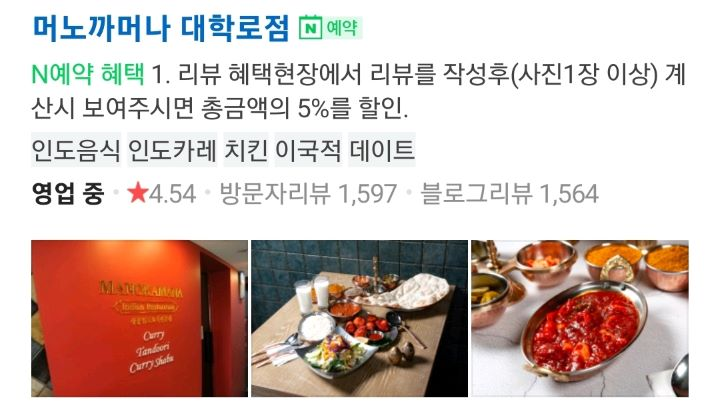 머노까머나 대학로점 N 예약
N예약 혜택 1. 리뷰 혜택현장에서 리뷰를 작성후(사진1장 이상) 계
산시 보여주시면 총금액의 5%를 할인.
인도음식 인도카레 치킨 이국적 데이트
영업 중 · ★4.54 · 방문자리뷰 1,597 · 블로그리뷰 1,564
MANOKAMANA
Indian Restaurant
Curry
Tandoori
Curry Shabu